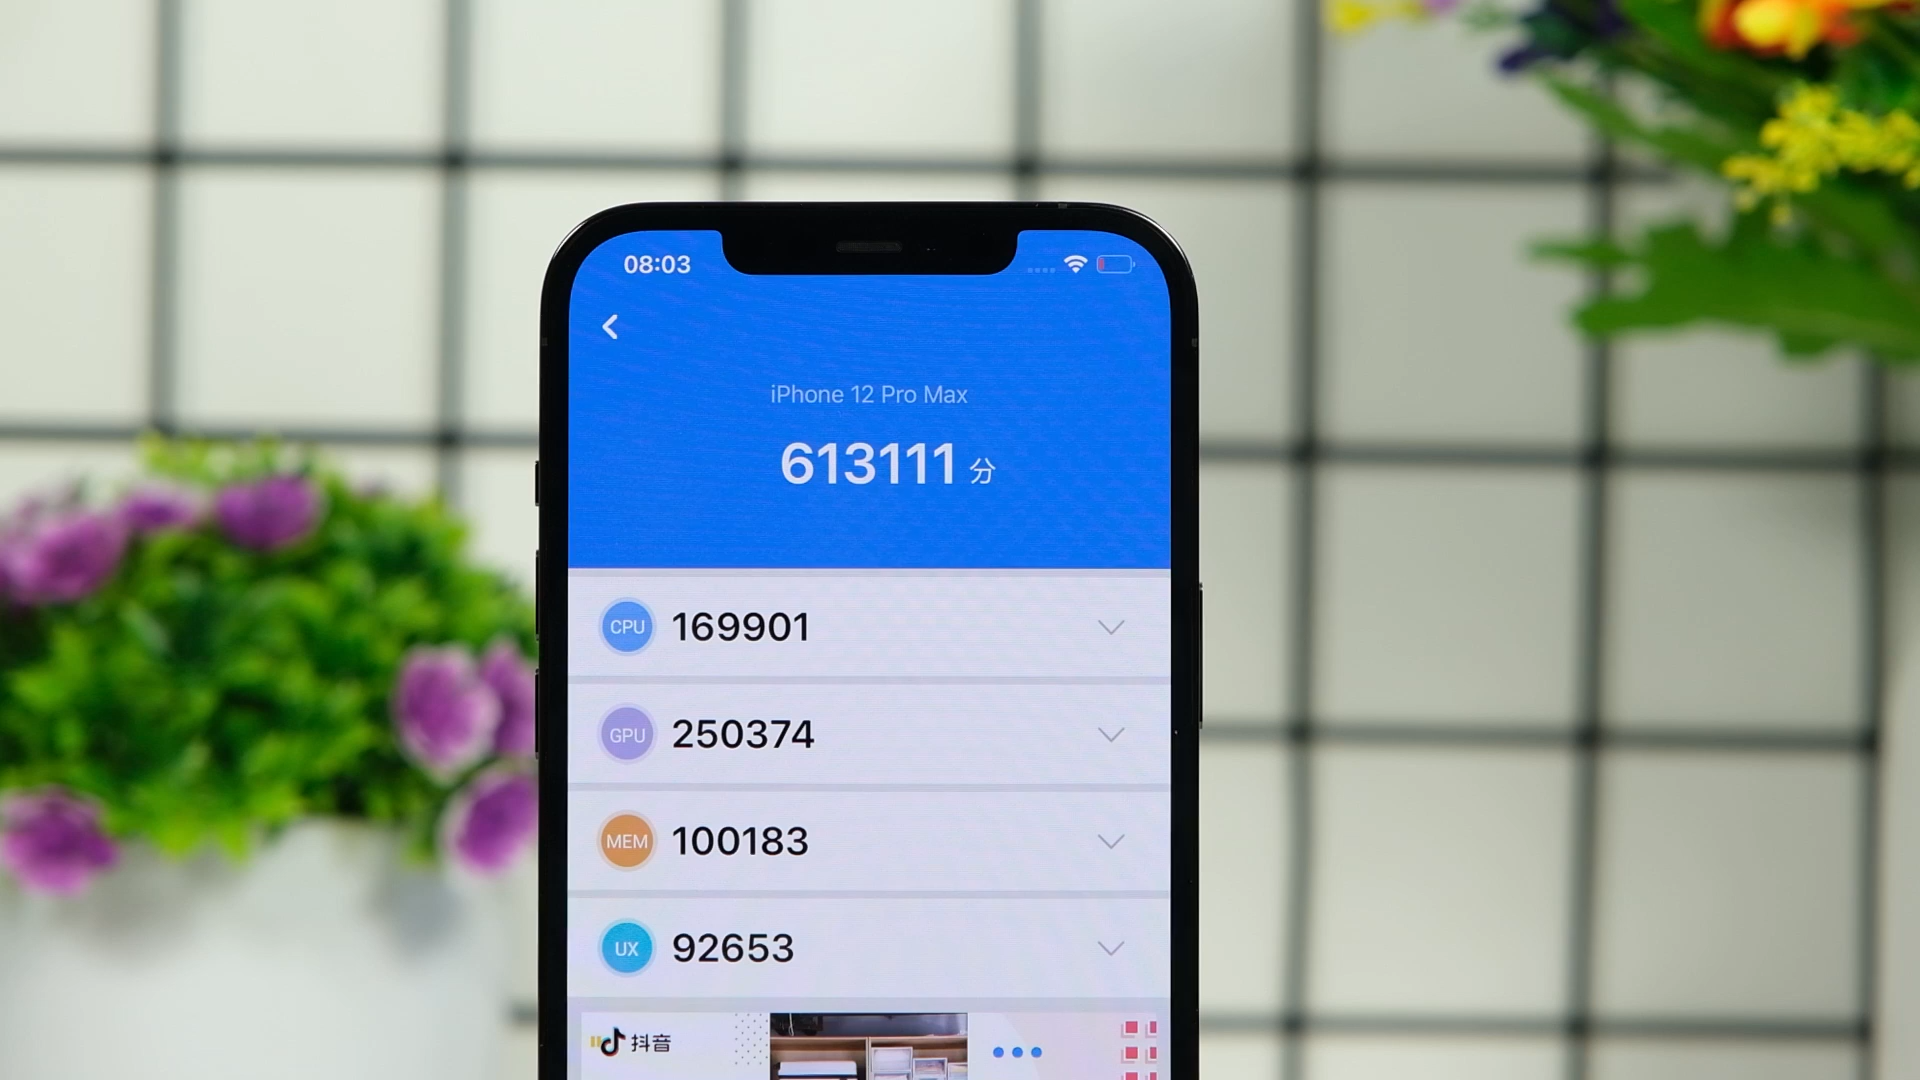 08:03
iPhone 12 Pro Max
613111 分
CPU 169901
GPU 250374
MEM 100183
UX 92653
抖音